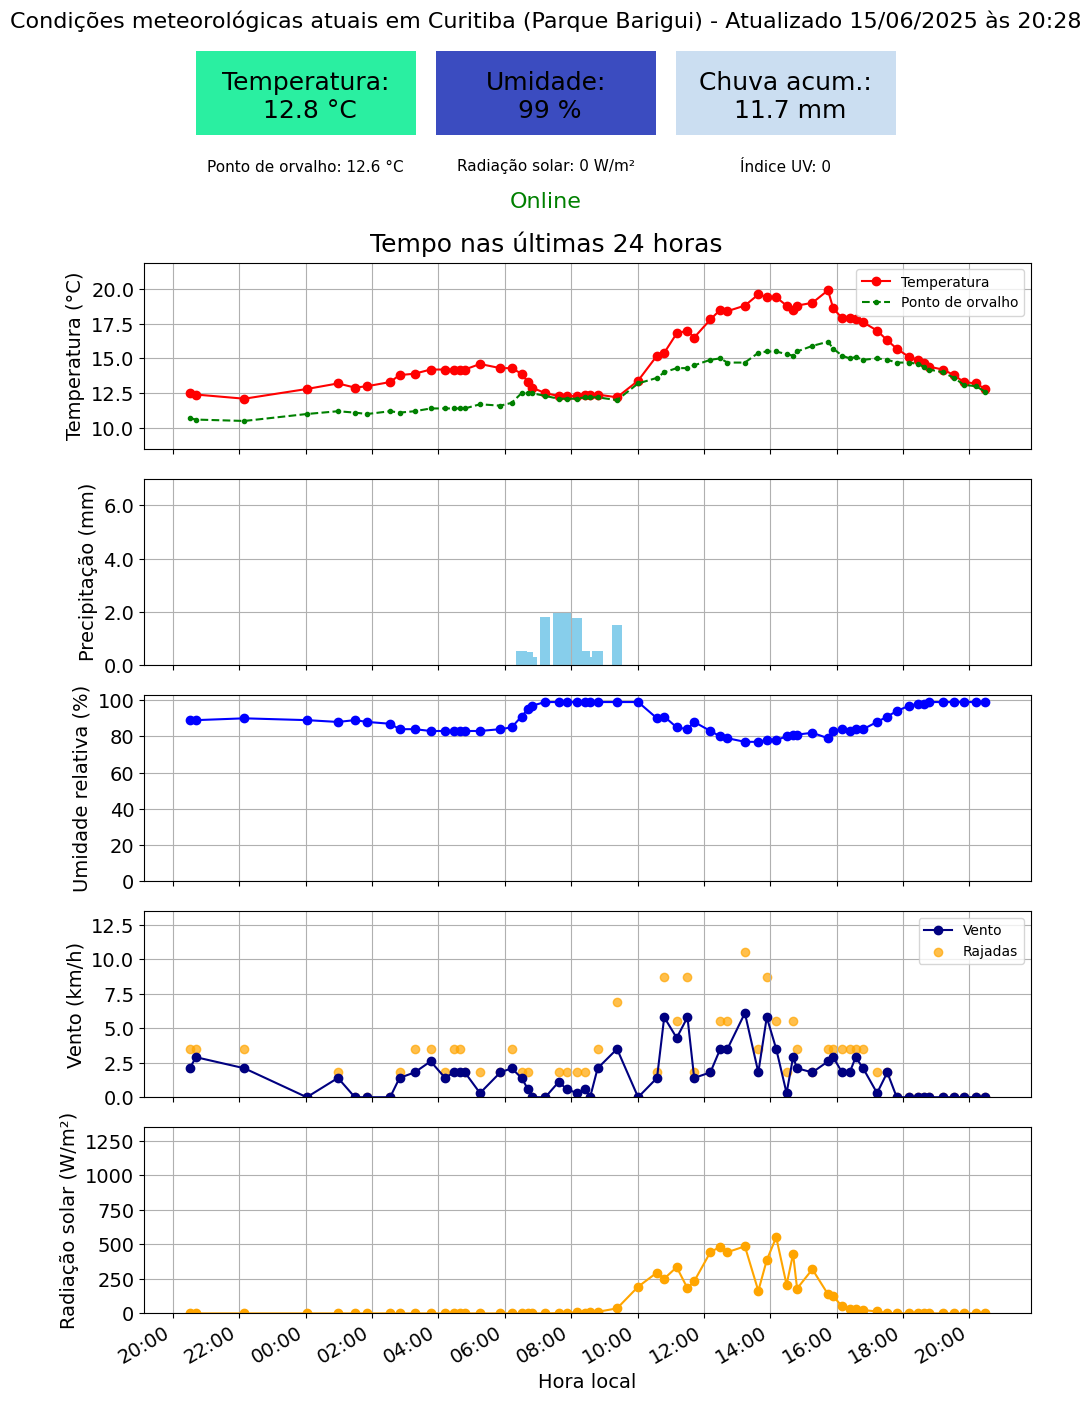 Condições meteorológicas atuais em Curitiba (Parque Barigui) - Atualizado 15/06/2025 às 20:28
Temperatura:
12.8 °C
Umidade:
99 %
Chuva acum.:
11.7 mm
Ponto de orvalho: 12.6 °C
Radiação solar: 0 W/m²
Índice UV: 0
Online
Tempo nas últimas 24 horas
Temperatura (°C)
20.0
17.5
15.0
12.5
10.0
Temperatura
Ponto de orvalho
Precipitação (mm)
6.0
4.0
2.0
0.0
Umidade relativa (%)
100
80
60
40
20
0
Vento (km/h)
12.5
10.0
7.5
5.0
2.5
0.0
Vento
Rajadas
Radiação solar (W/m²)
1250
1000
750
500
250
0
20:00
22:00
00:00
02:00
04:00
06:00
08:00
10:00
12:00
14:00
16:00
18:00
20:00
Hora local